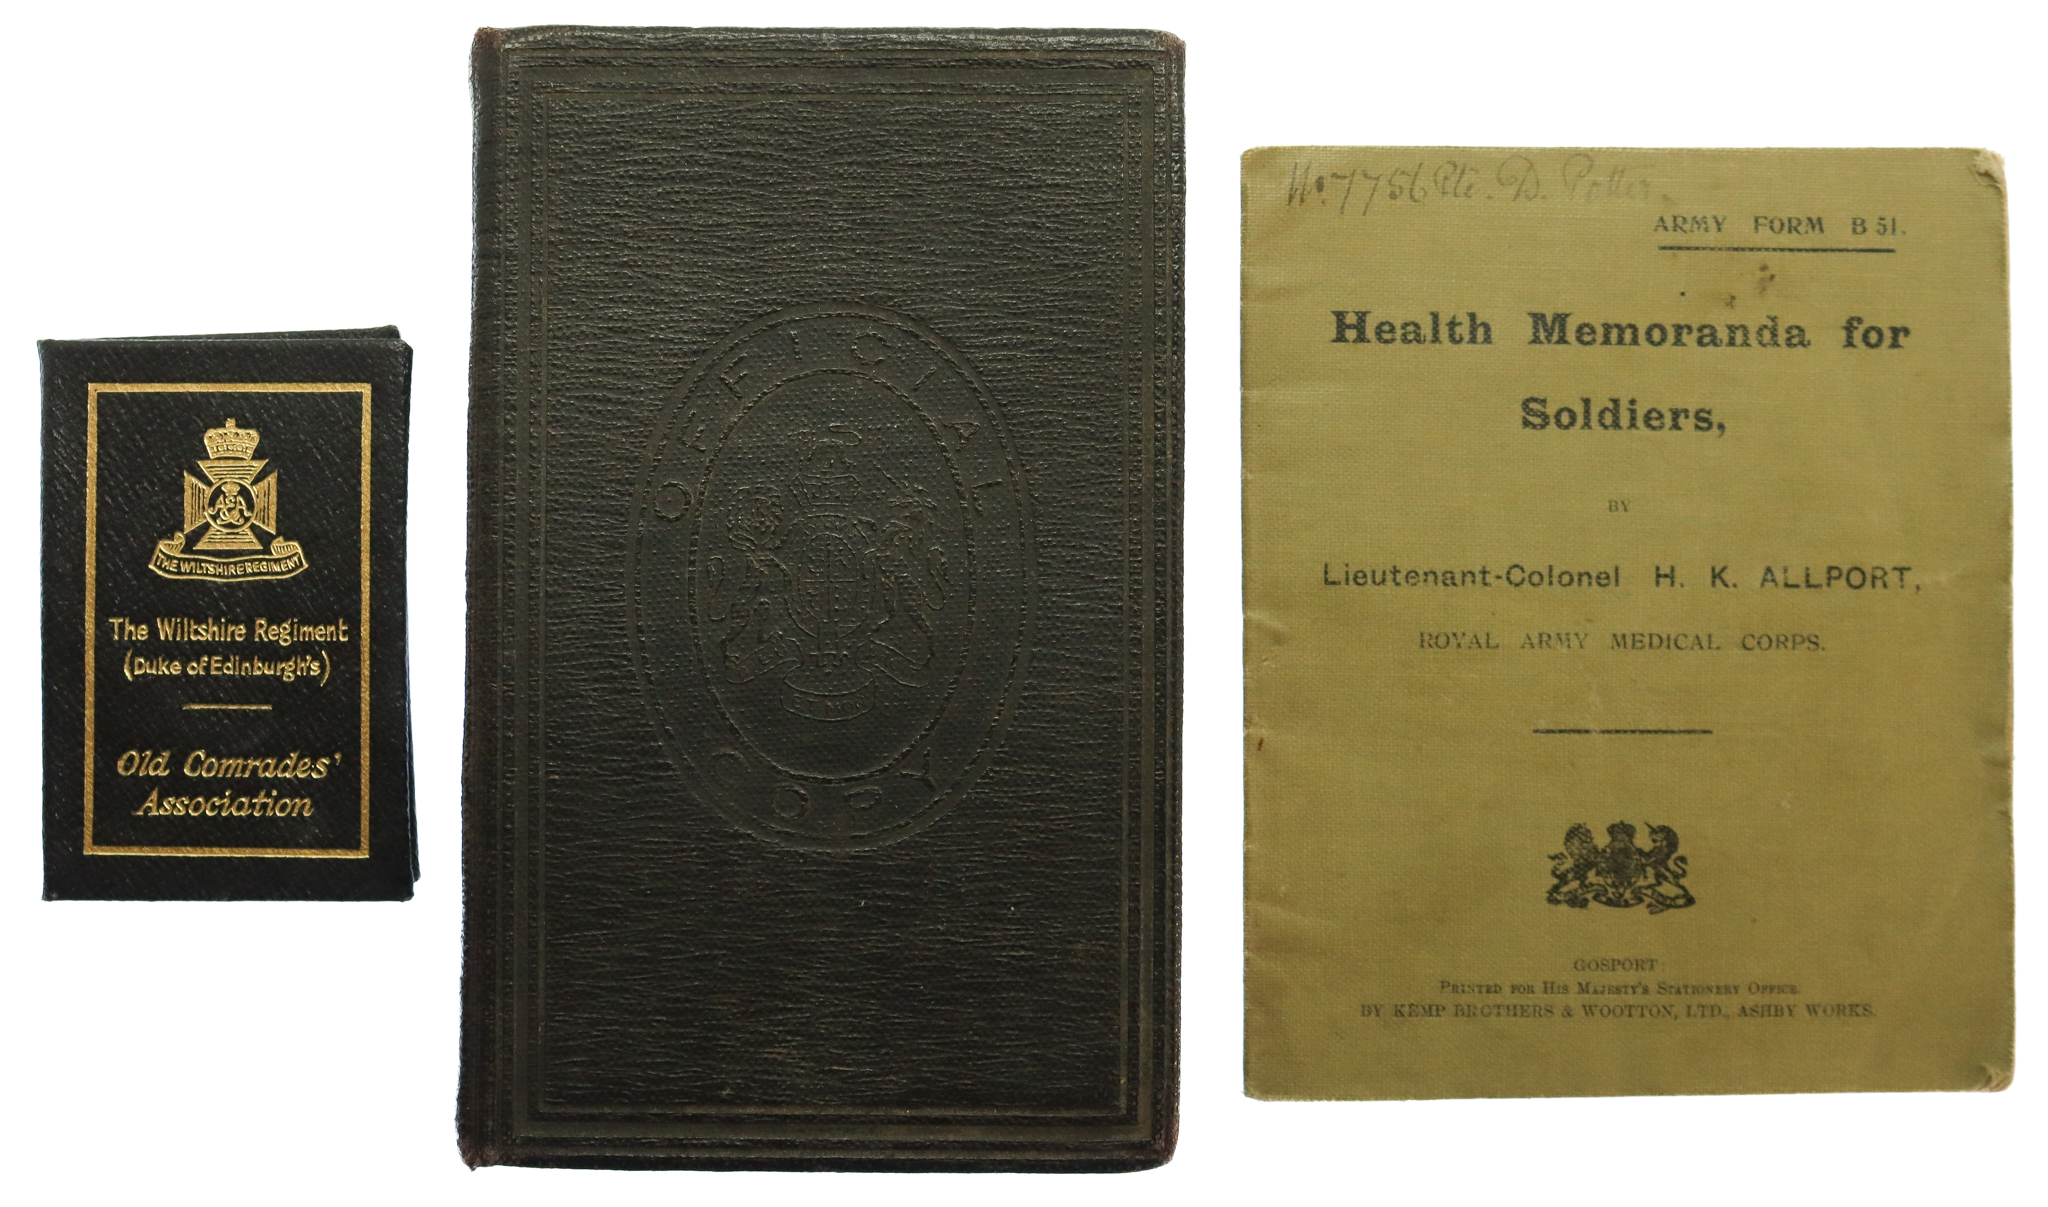 THE WILTSHIRE REGIMENT
The Wiltshire Regiment
(Duke of Edinburgh's)
Old Comrades'
Association
OFFICIAL
COPY
No. 7756 Pte. D. Potter.
ARMY FORM B 51.
Health Memoranda for
Soldiers,
BY
Lieutenant-Colonel H. K. ALLPORT,
ROYAL ARMY MEDICAL CORPS.
GOSPORT:
PRINTED FOR HIS MAJESTY'S STATIONERY OFFICE
BY KEMP BROTHERS & WOOTTON, LTD., ASHBY WORKS.